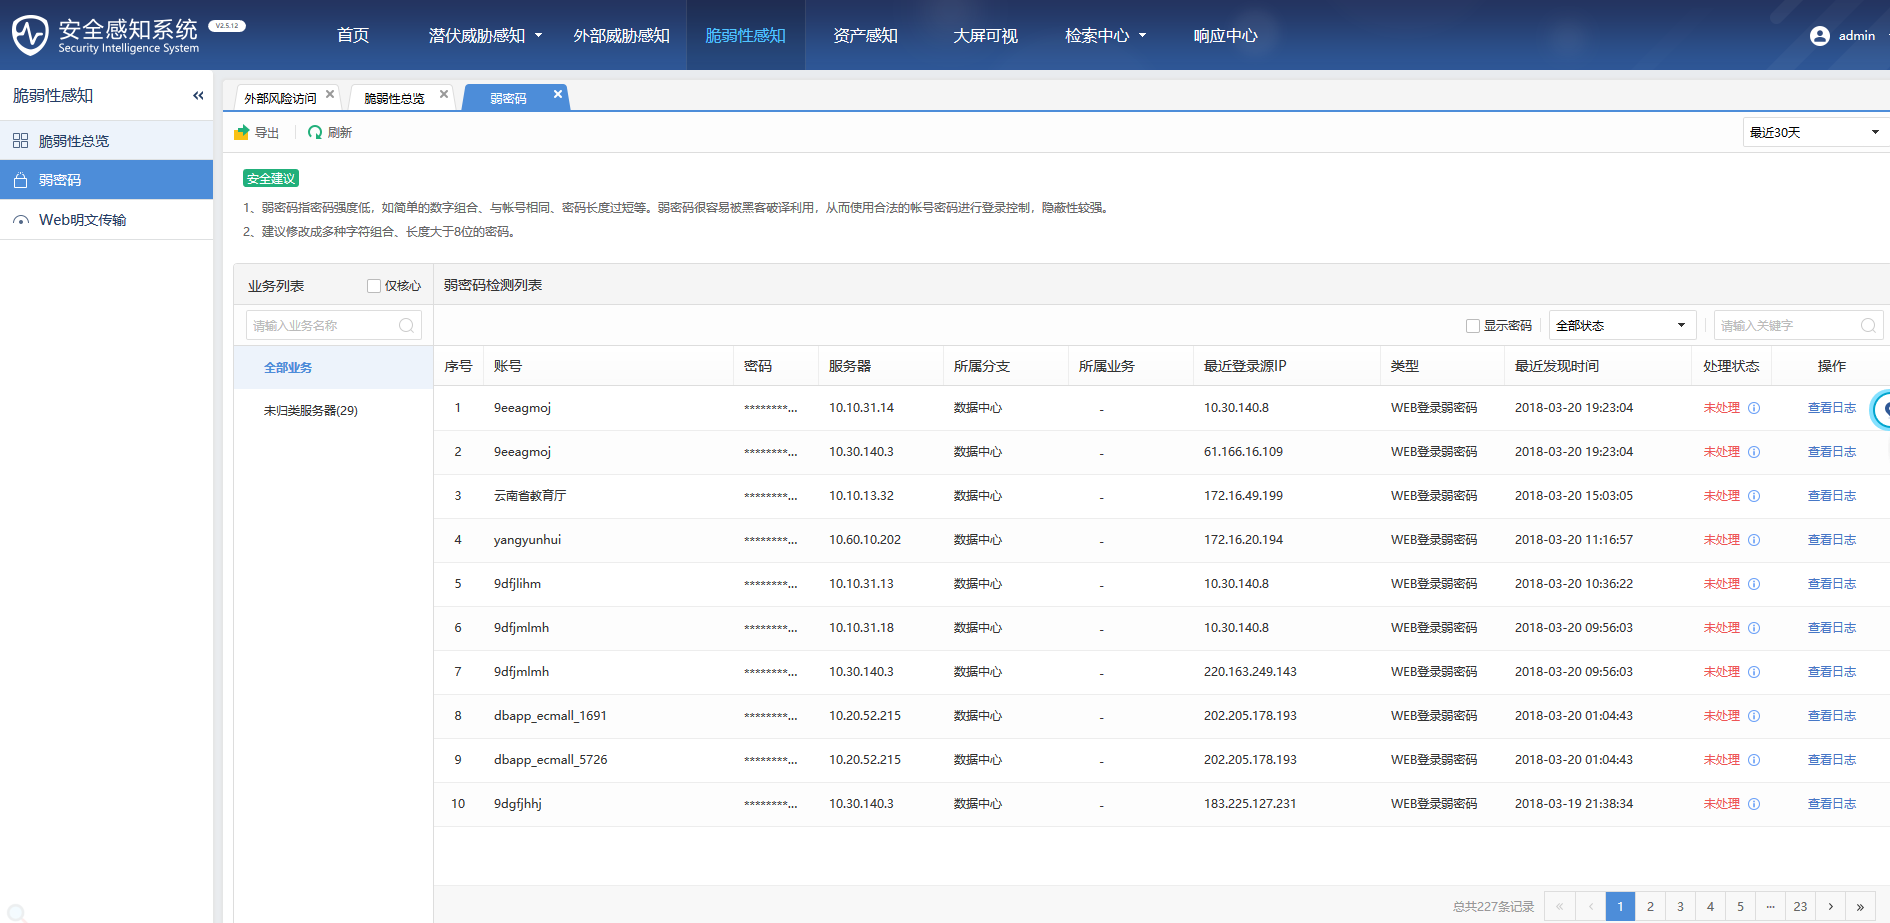 安全感知系统 V2.5.12
Security Intelligence System
首页 潜伏威胁感知 外部威胁感知 脆弱性感知 资产感知 大屏可视 检索中心 响应中心 admin
脆弱性感知 «
脆弱性总览
弱密码
Web明文传输
外部风险访问 × 脆弱性总览 × 弱密码 ×
导出 刷新 最近30天
安全建议
1、弱密码指密码强度低，如简单的数字组合、与帐号相同、密码长度过短等。弱密码很容易被黑客破译利用，从而使用合法的帐号密码进行登录控制，隐蔽性较强。
2、建议修改成多种字符组合、长度大于8位的密码。
业务列表 仅核心 弱密码检测列表
请输入业务名称 显示密码 全部状态 请输入关键字
全部业务
未归类服务器(29)
序号 账号 密码 服务器 所属分支 所属业务 最近登录源IP 类型 最近发现时间 处理状态 操作
1 9eeagmoj ********... 10.10.31.14 数据中心 - 10.30.140.8 WEB登录弱密码 2018-03-20 19:23:04 未处理 查看日志
2 9eeagmoj ********... 10.30.140.3 数据中心 - 61.166.16.109 WEB登录弱密码 2018-03-20 19:23:04 未处理 查看日志
3 云南省教育厅 ********... 10.10.13.32 数据中心 - 172.16.49.199 WEB登录弱密码 2018-03-20 15:03:05 未处理 查看日志
4 yangyunhui ********... 10.60.10.202 数据中心 - 172.16.20.194 WEB登录弱密码 2018-03-20 11:16:57 未处理 查看日志
5 9dfjlihm ********... 10.10.31.13 数据中心 - 10.30.140.8 WEB登录弱密码 2018-03-20 10:36:22 未处理 查看日志
6 9dfjmlmh ********... 10.10.31.18 数据中心 - 10.30.140.8 WEB登录弱密码 2018-03-20 09:56:03 未处理 查看日志
7 9dfjmlmh ********... 10.30.140.3 数据中心 - 220.163.249.143 WEB登录弱密码 2018-03-20 09:56:03 未处理 查看日志
8 dbapp_ecmall_1691 ********... 10.20.52.215 数据中心 - 202.205.178.193 WEB登录弱密码 2018-03-20 01:04:43 未处理 查看日志
9 dbapp_ecmall_5726 ********... 10.20.52.215 数据中心 - 202.205.178.193 WEB登录弱密码 2018-03-20 01:04:43 未处理 查看日志
10 9dgfjhhj ********... 10.30.140.3 数据中心 - 183.225.127.231 WEB登录弱密码 2018-03-19 21:38:34 未处理 查看日志
总共227条记录 « ‹ 1 2 3 4 5 ... 23 › »